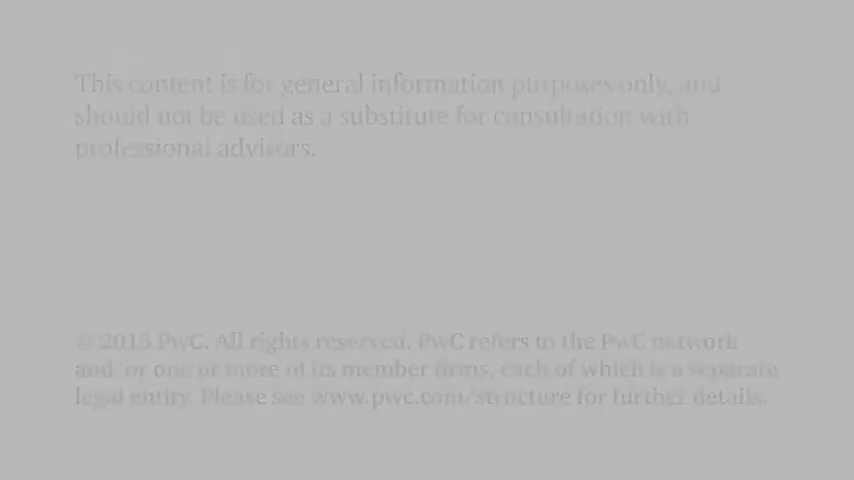 This content is for general information purposes only, and
should not be used as a substitute for consultation with
professional advisors.
© 2013 PwC. All rights reserved. PwC refers to the PwC network
and/or one or more of its member firms, each of which is a separate
legal entity. Please see www.pwc.com/structure for further details.